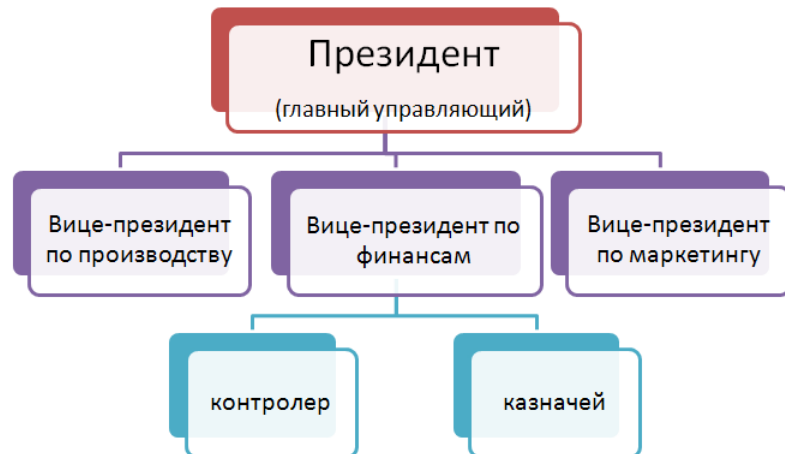 Президент
(главный управляющий)
Вице-президент
по производству
Вице-президент по
финансам
Вице-президент
по маркетингу
контролер
казначей